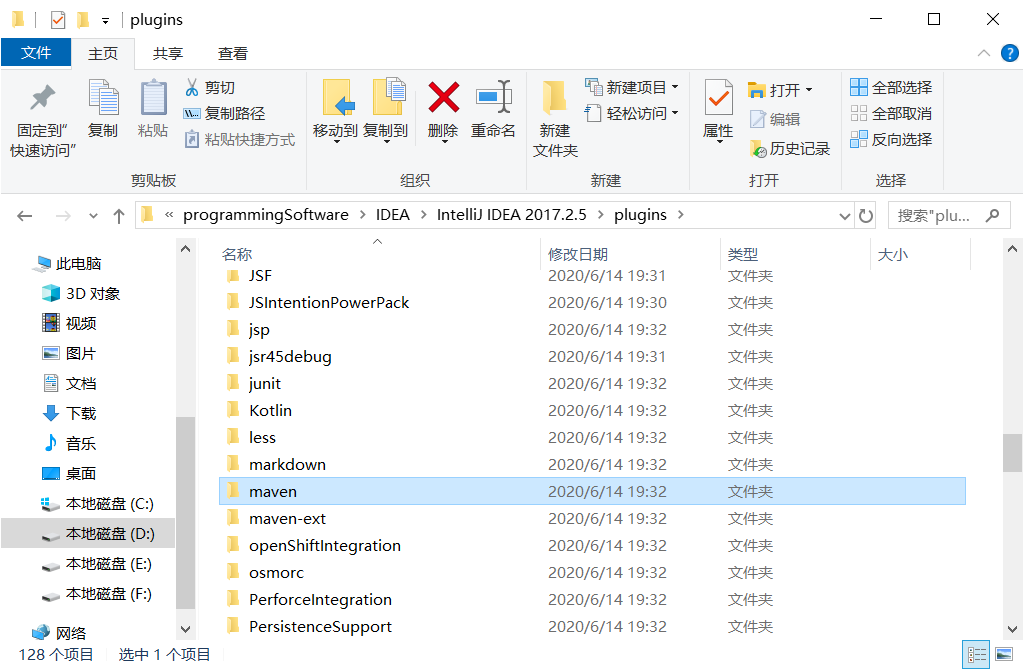 plugins
文件 主页 共享 查看
固定到"快速访问"
复制
粘贴
剪切
复制路径
粘贴快捷方式
剪贴板
移动到
复制到
删除
重命名
组织
新建
文件夹
新建项目
轻松访问
新建
属性
打开
编辑
历史记录
打开
全部选择
全部取消
反向选择
选择
« programmingSoftware > IDEA > IntelliJ IDEA 2017.2.5 > plugins >
搜索"plu...
此电脑
3D 对象
视频
图片
文档
下载
音乐
桌面
本地磁盘 (C:)
本地磁盘 (D:)
本地磁盘 (E:)
本地磁盘 (F:)
网络
名称 修改日期 类型 大小
JSF 2020/6/14 19:31 文件夹
JSIntentionPowerPack 2020/6/14 19:30 文件夹
jsp 2020/6/14 19:32 文件夹
jsr45debug 2020/6/14 19:31 文件夹
junit 2020/6/14 19:32 文件夹
Kotlin 2020/6/14 19:32 文件夹
less 2020/6/14 19:32 文件夹
markdown 2020/6/14 19:32 文件夹
maven 2020/6/14 19:32 文件夹
maven-ext 2020/6/14 19:32 文件夹
openShiftIntegration 2020/6/14 19:32 文件夹
osmorc 2020/6/14 19:32 文件夹
PerforceIntegration 2020/6/14 19:32 文件夹
PersistenceSupport 2020/6/14 19:32 文件夹
128 个项目 选中 1 个项目